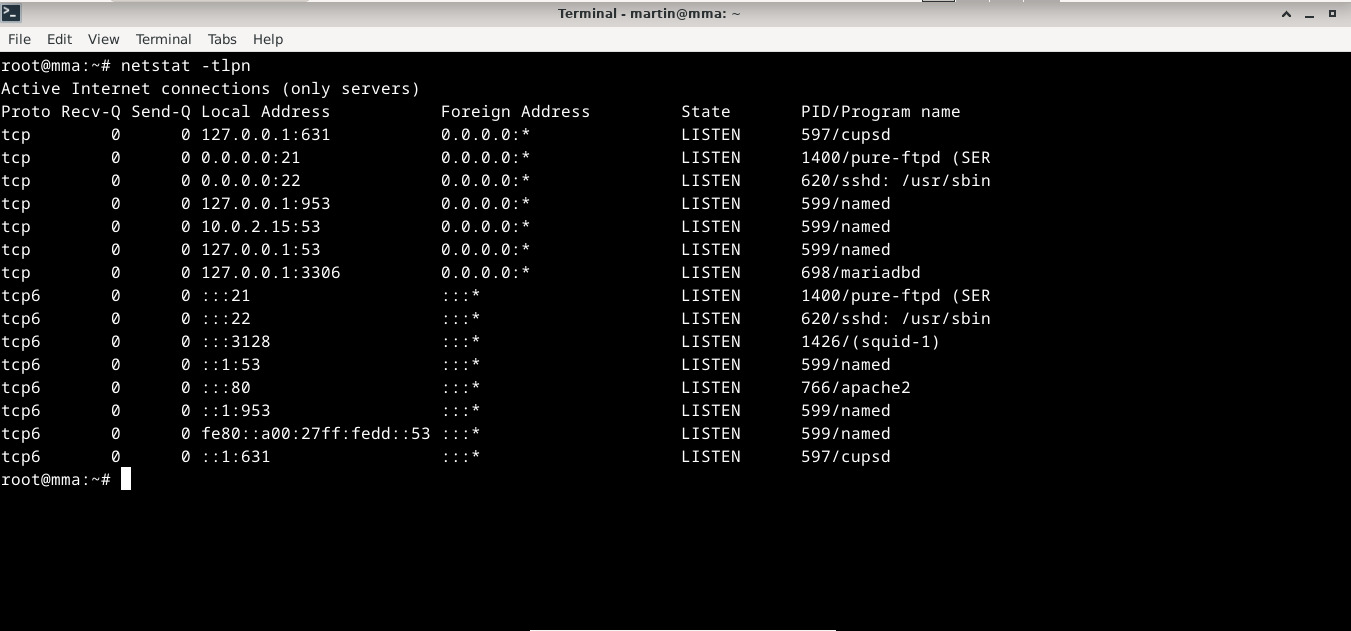 Terminal - martin@mma: ~
File Edit View Terminal Tabs Help
root@mma:~# netstat -tlpn
Active Internet connections (only servers)
Proto Recv-Q Send-Q Local Address           Foreign Address         State       PID/Program name
tcp        0      0 127.0.0.1:631           0.0.0.0:*               LISTEN      597/cupsd
tcp        0      0 0.0.0.0:21              0.0.0.0:*               LISTEN      1400/pure-ftpd (SER
tcp        0      0 0.0.0.0:22              0.0.0.0:*               LISTEN      620/sshd: /usr/sbin
tcp        0      0 127.0.0.1:953           0.0.0.0:*               LISTEN      599/named
tcp        0      0 10.0.2.15:53            0.0.0.0:*               LISTEN      599/named
tcp        0      0 127.0.0.1:53            0.0.0.0:*               LISTEN      599/named
tcp        0      0 127.0.0.1:3306          0.0.0.0:*               LISTEN      698/mariadbd
tcp6       0      0 :::21                   :::*                    LISTEN      1400/pure-ftpd (SER
tcp6       0      0 :::22                   :::*                    LISTEN      620/sshd: /usr/sbin
tcp6       0      0 :::3128                 :::*                    LISTEN      1426/(squid-1)
tcp6       0      0 ::1:53                  :::*                    LISTEN      599/named
tcp6       0      0 :::80                   :::*                    LISTEN      766/apache2
tcp6       0      0 ::1:953                 :::*                    LISTEN      599/named
tcp6       0      0 fe80::a00:27ff:fedd::53 :::*                    LISTEN      599/named
tcp6       0      0 ::1:631                 :::*                    LISTEN      597/cupsd
root@mma:~#